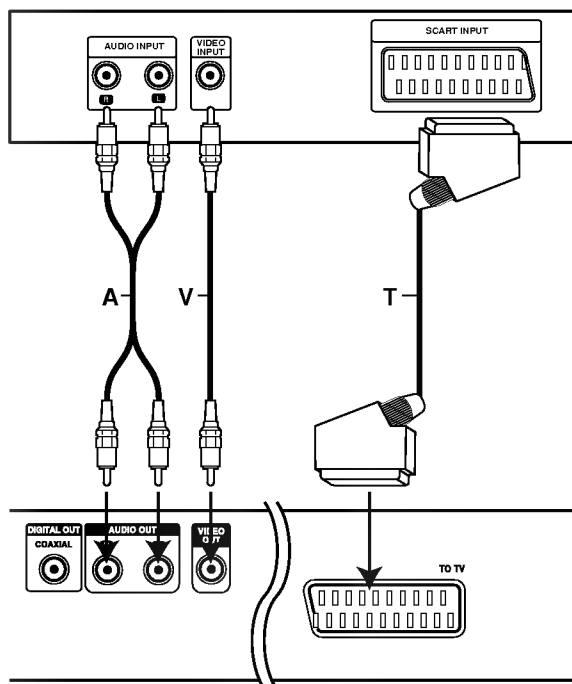 AUDIO INPUT
VIDEO
INPUT
R
L
SCART INPUT
A
V
T
DIGITAL OUT
COAXIAL
AUDIO OUT
VIDEO
OUT
TO TV